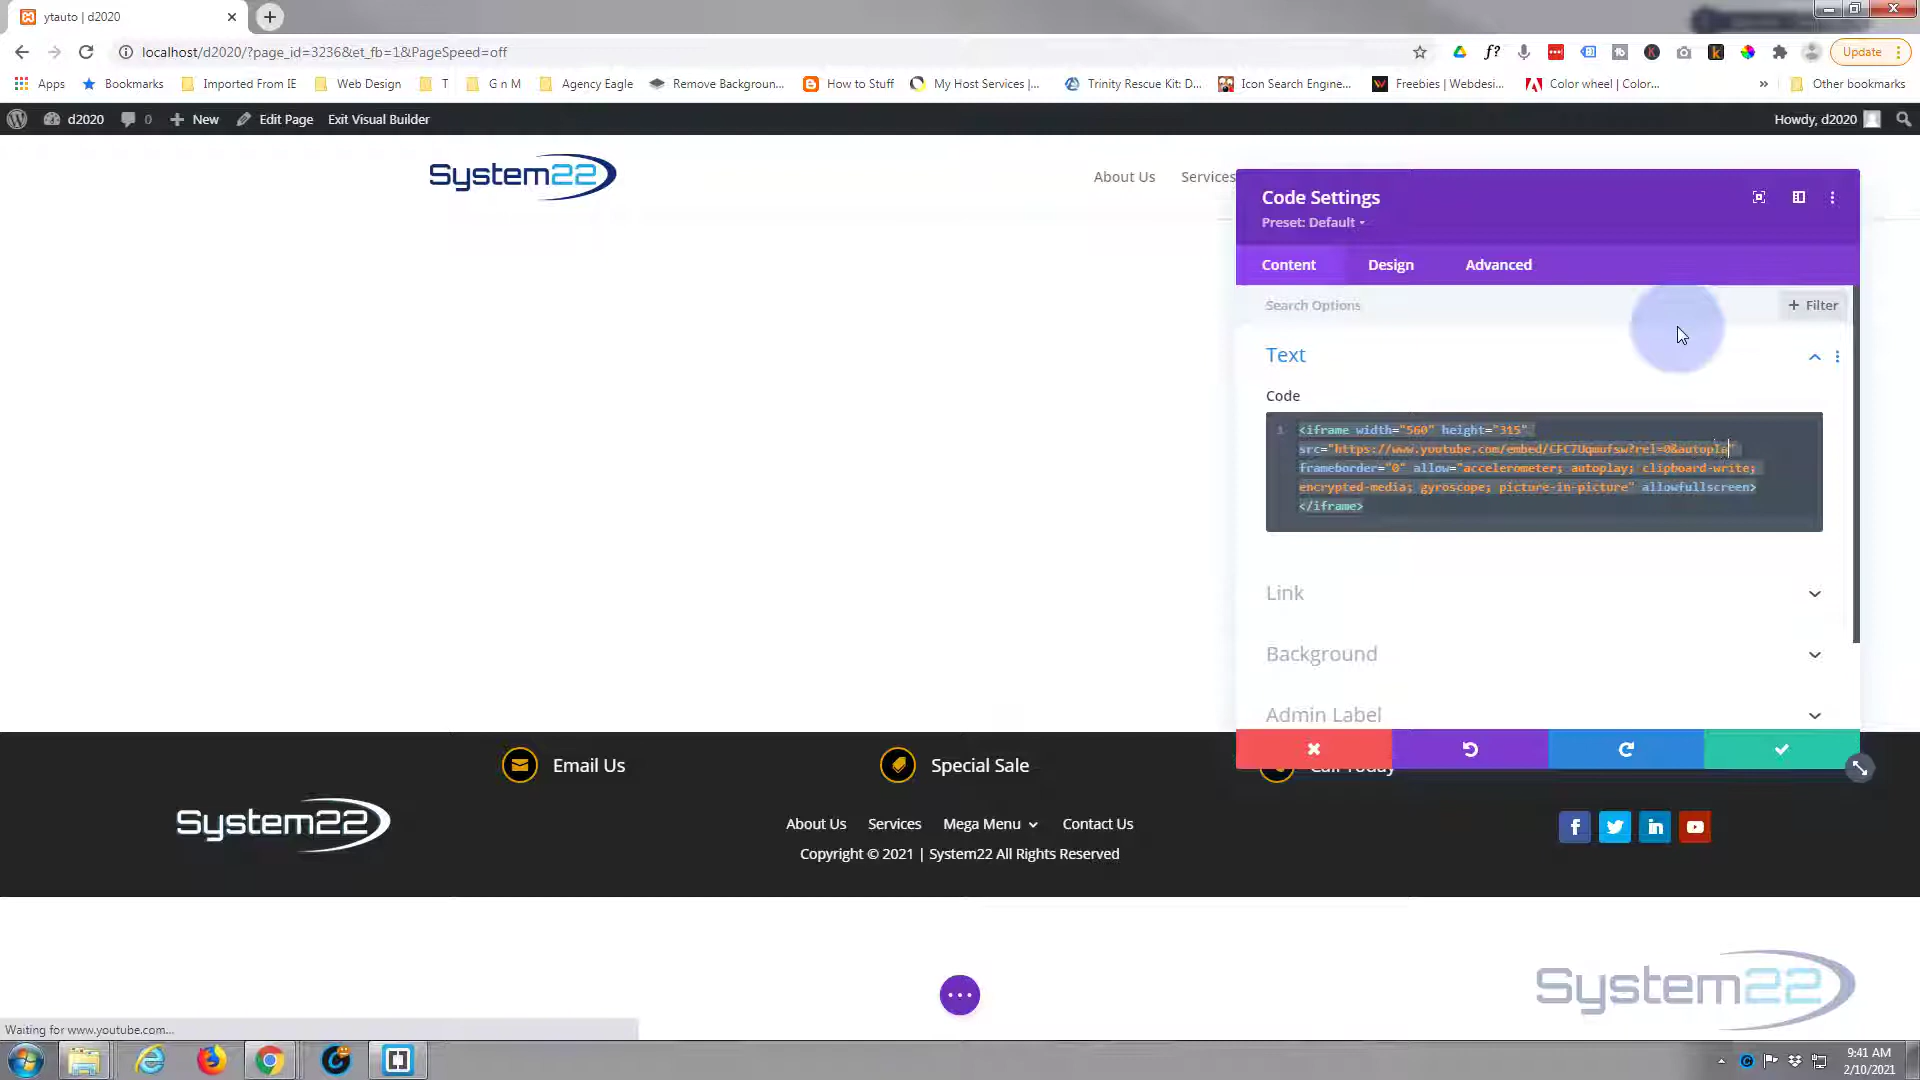 ytauto | d2020
localhost/d2020/?page_id=3236&et_fb=1&PageSpeed=off
f?
Update
Apps
Bookmarks
Imported From IE
Web Design
T
G n M
Agency Eagle
Remove Backgroun...
How to Stuff
My Host Services |...
Trinity Rescue Kit: D...
Icon Search Engine...
Freebies | Webdesi...
Color wheel | Color...
»
Other bookmarks
d2020
0
New
Edit Page
Exit Visual Builder
Howdy, d2020
System22
About Us
Services
Code Settings
Preset: Default
Content
Design
Advanced
Search Options
+ Filter
Text
Code
1
<iframe width="560" height="315"
frameborder="0" allow="accelerometer; autoplay; clipboard-write;
encrypted-media; gyroscope; picture-in-picture" allowfullscreen>
</iframe>
Link
Background
Admin Label
Email Us
Special Sale
Call Today
System22
About Us
Services
Mega Menu
Contact Us
Copyright © 2021 | System22 All Rights Reserved
System22
Waiting for www.youtube.com...
9:41 AM
2/10/2021